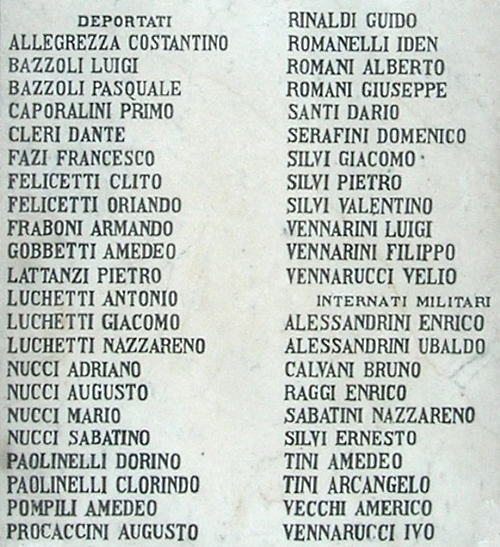 DEPORTATI
ALLEGREZZA COSTANTINO
BAZZOLI LUIGI
BAZZOLI PASQUALE
CAPORALINI PRIMO
CLERI DANTE
FAZI FRANCESCO
FELICETTI CLITO
FELICETTI ORIANDO
FRABONI ARMANDO
GOBBETTI AMEDEO
LATTANZI PIETRO
LUCHETTI ANTONIO
LUCHETTI GIACOMO
LUCHETTI NAZZARENO
NUCCI ADRIANO
NUCCI AUGUSTO
NUCCI MARIO
NUCCI SABATINO
PAOLINELLI DORINO
PAOLINELLI CLORINDO
POMPILI AMEDEO
PROCACCINI AUGUSTO
RINALDI GUIDO
ROMANELLI IDEN
ROMANI ALBERTO
ROMANI GIUSEPPE
SANTI DARIO
SERAFINI DOMENICO
SILVI GIACOMO
SILVI PIETRO
SILVI VALENTINO
VENNARINI LUIGI
VENNARINI FILIPPO
VENNARUCCI VELIO
INTERNATI MILITARI
ALESSANDRINI ENRICO
ALESSANDRINI UBALDO
CALVANI BRUNO
RAGGI ENRICO
SABATINI NAZZARENO
SILVI ERNESTO
TINI AMEDEO
TINI ARCANGELO
VECCHI AMERICO
VENNARUCCI IVO